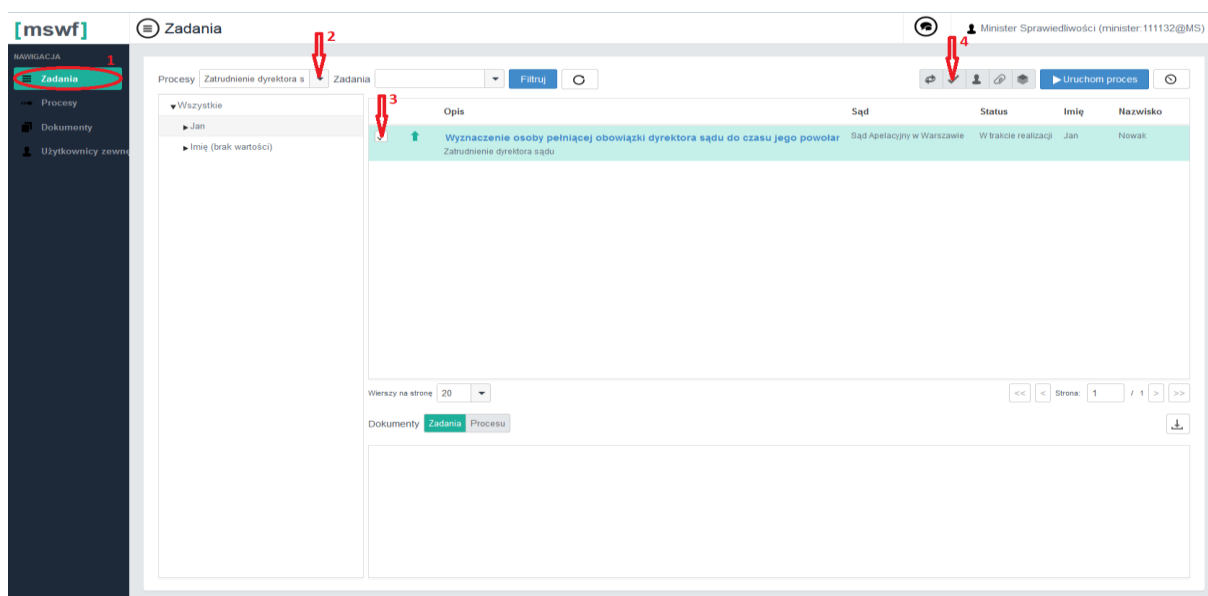 [mswf]
Zadania
Minister Sprawiedliwości (minister:111132@MS)
NAWIGACJA
1
2
3
4
Zadania
Procesy
Dokumenty
Użytkownicy zewnę
Procesy Zatrudnienie dyrektora s Zadania Filtruj Uruchom proces
Wszystkie
Jan
Imię (brak wartości)
Opis Sąd Status Imię Nazwisko
Wyznaczenie osoby pełniącej obowiązki dyrektora sądu do czasu jego powołar Sąd Apelacyjny w Warszawie W trakcie realizacji Jan Nowak
Zatrudnienie dyrektora sądu
Wierszy na stronę 20 << < Strona: 1 / 1 > >>
Dokumenty Zadania Procesu